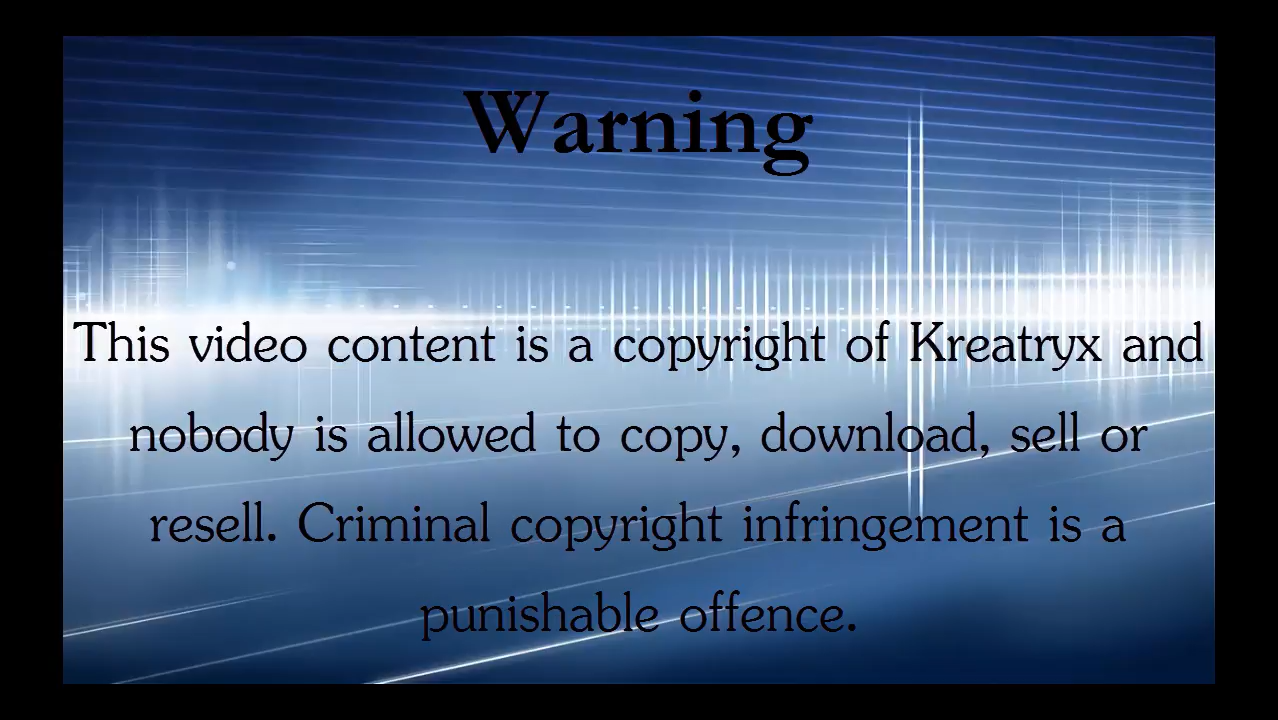 Warning
This video content is a copyright of Kreatryx and
nobody is allowed to copy, download, sell or
resell. Criminal copyright infringement is a
punishable offence.